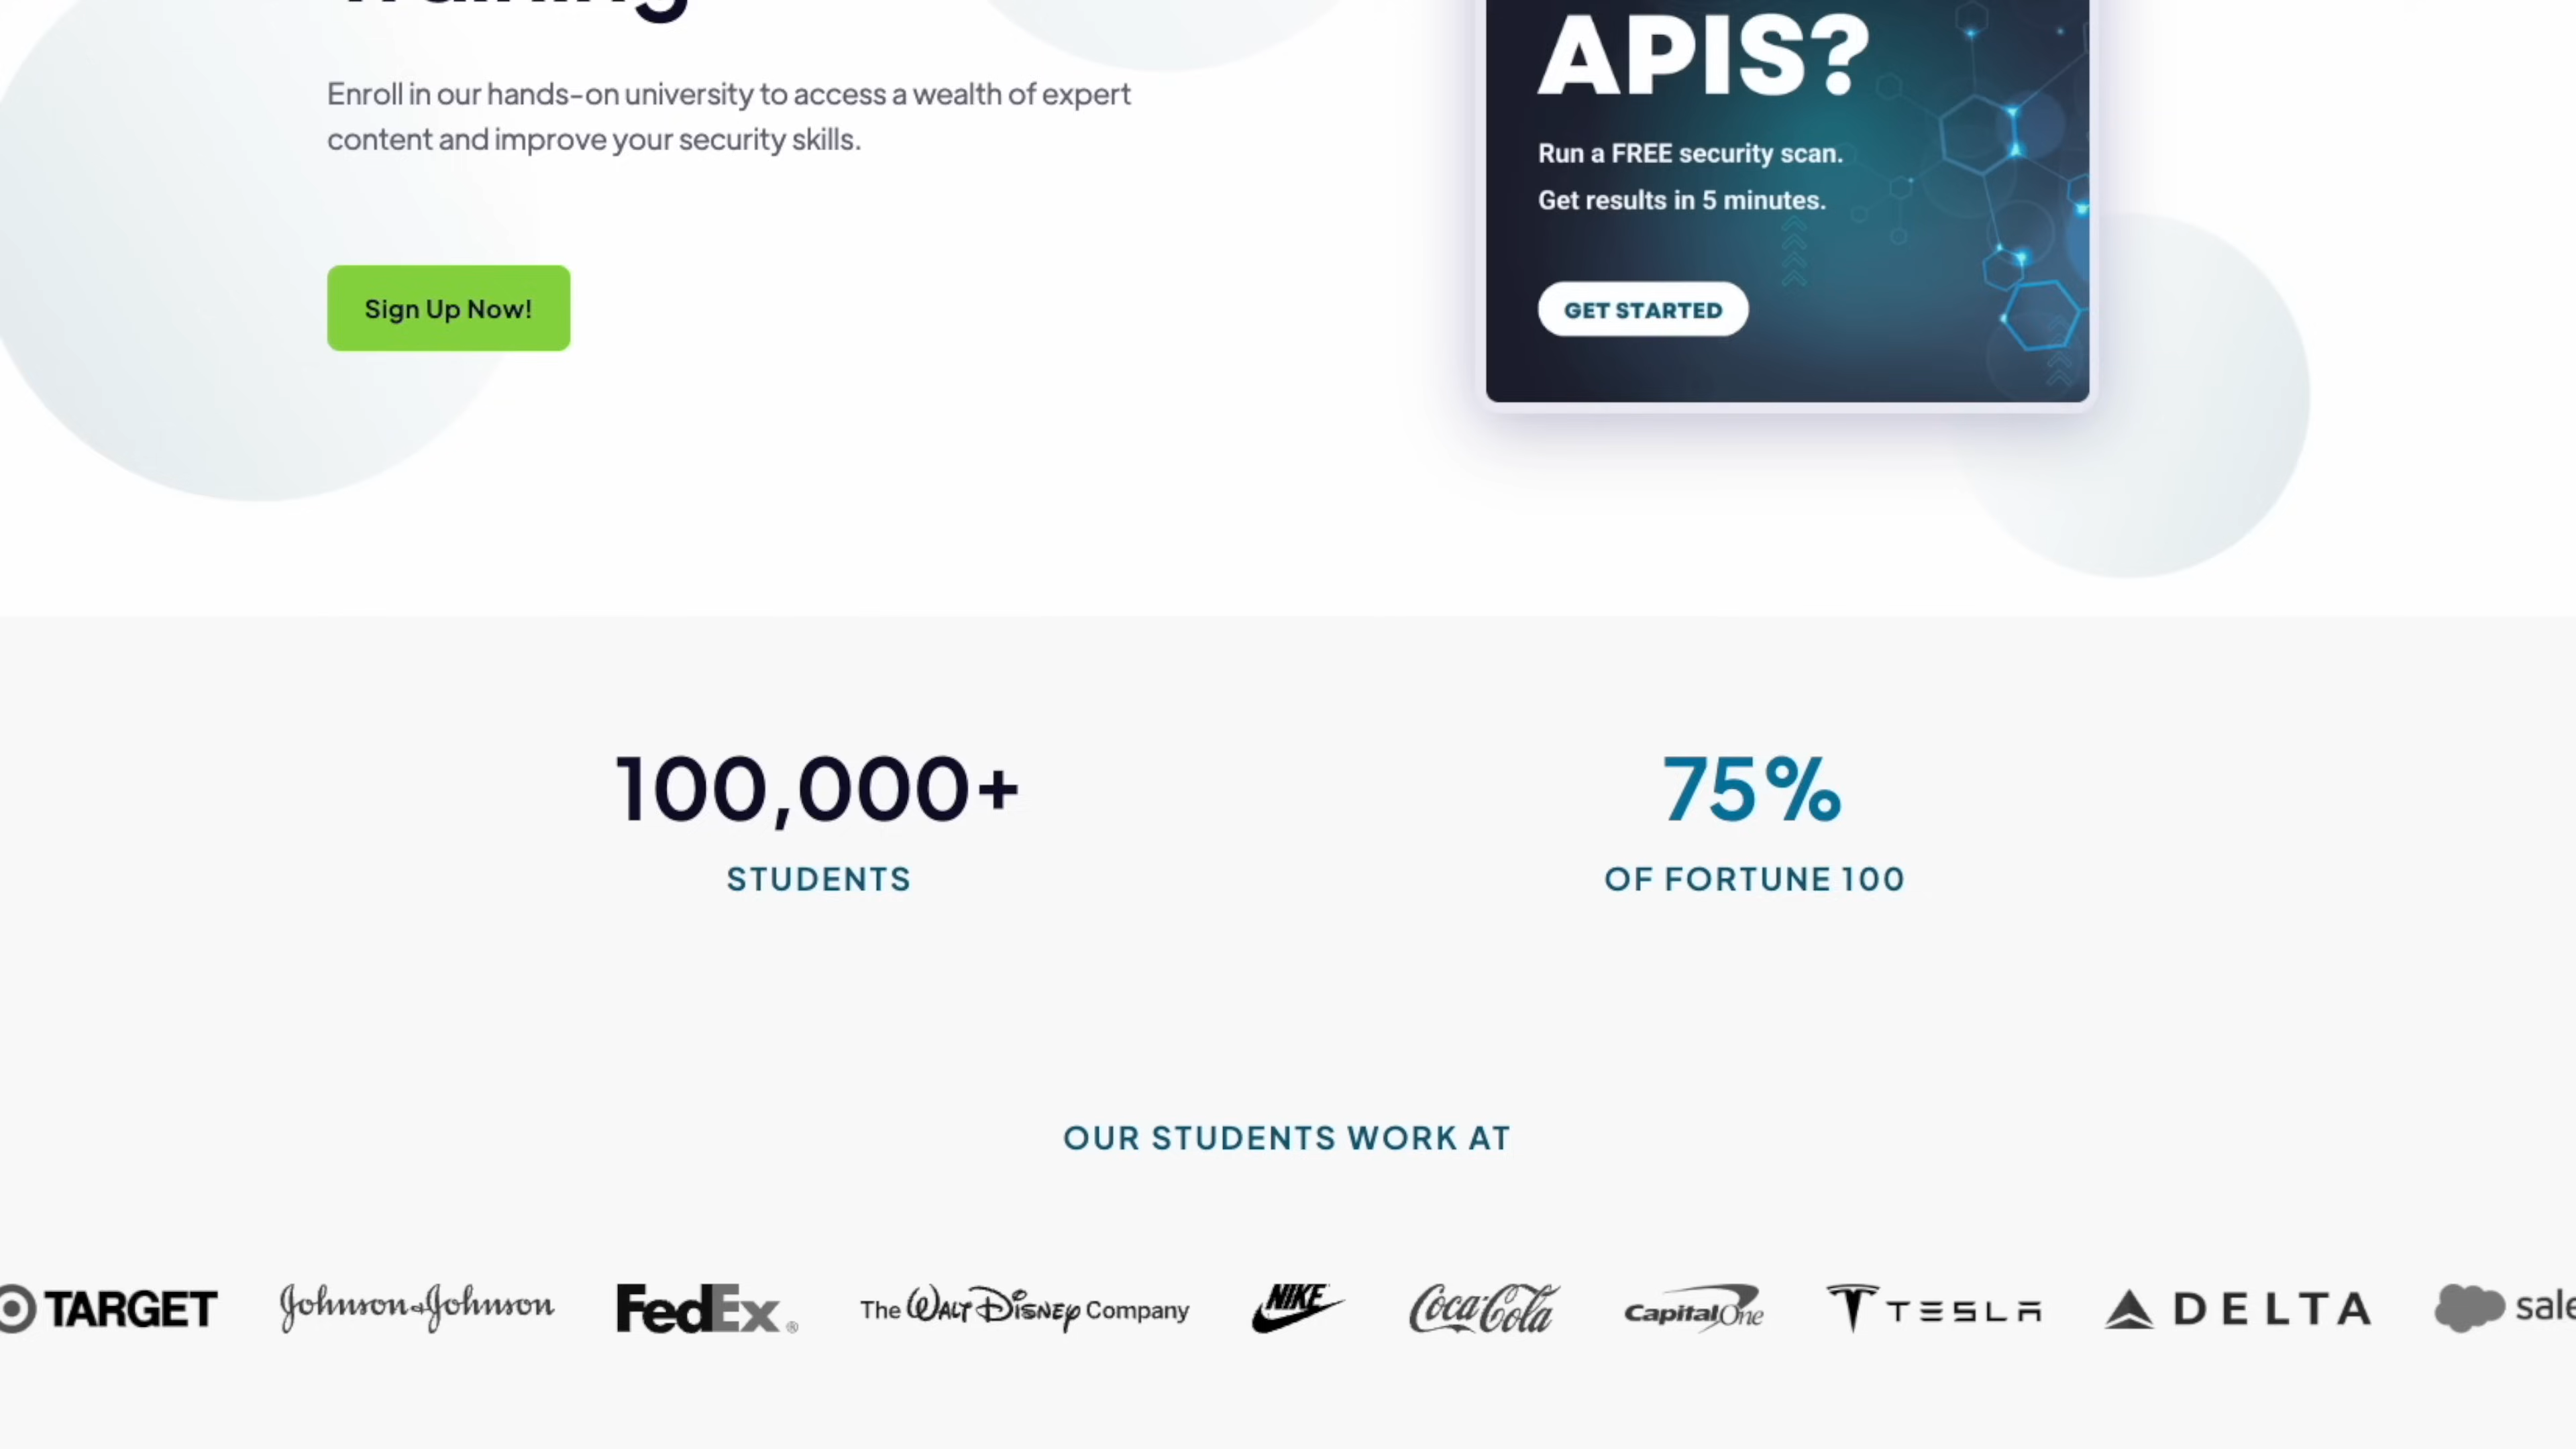 Training
Enroll in our hands-on university to access a wealth of expert
content and improve your security skills.
Sign Up Now!
APIS?
Run a FREE security scan.
Get results in 5 minutes.
GET STARTED
100,000+
STUDENTS
75%
OF FORTUNE 100
OUR STUDENTS WORK AT
TARGET Johnson & Johnson FedEx® The WALT DISNEY Company NIKE Coca-Cola Capital One TESLA DELTA sale